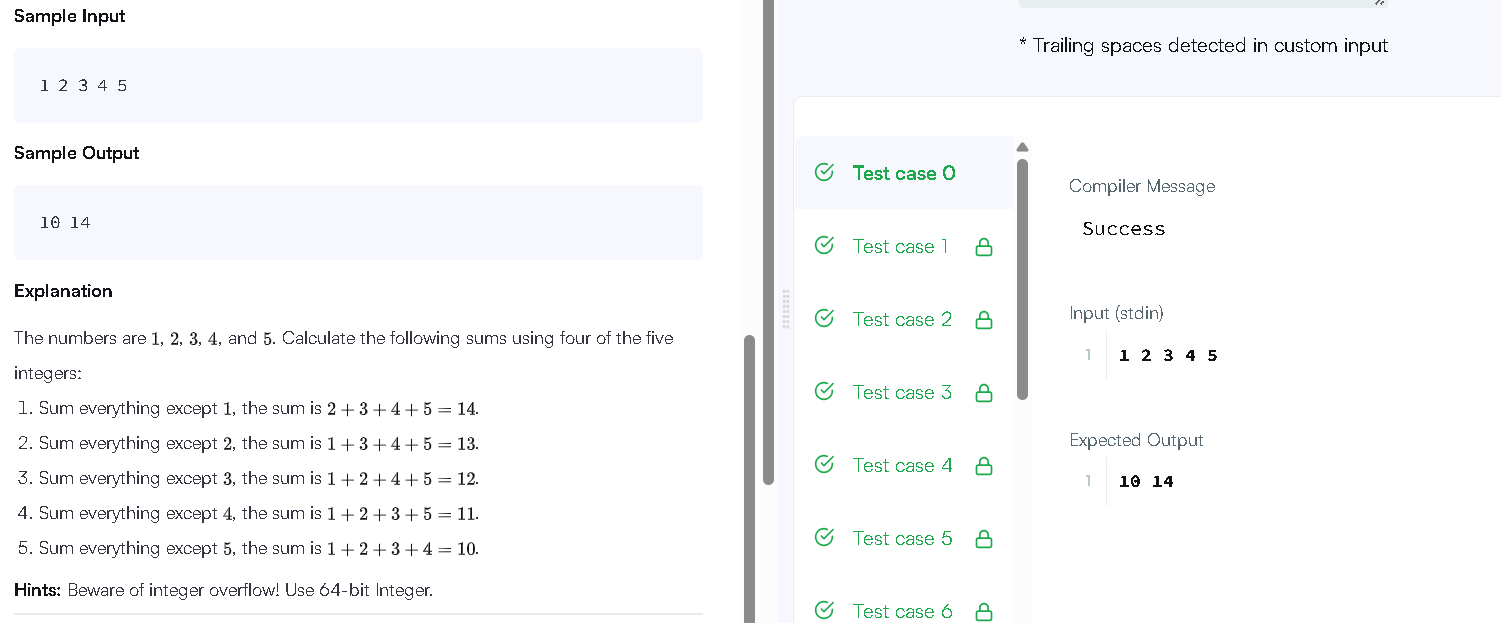 Sample Input
1 2 3 4 5
Sample Output
10 14
Explanation
The numbers are 1, 2, 3, 4, and 5. Calculate the following sums using four of the five
integers:
1. Sum everything except 1, the sum is 2 + 3 + 4 + 5 = 14.
2. Sum everything except 2, the sum is 1 + 3 + 4 + 5 = 13.
3. Sum everything except 3, the sum is 1 + 2 + 4 + 5 = 12.
4. Sum everything except 4, the sum is 1 + 2 + 3 + 5 = 11.
5. Sum everything except 5, the sum is 1 + 2 + 3 + 4 = 10.
Hints: Beware of integer overflow! Use 64-bit Integer.
* Trailing spaces detected in custom input
Test case 0
Test case 1
Test case 2
Test case 3
Test case 4
Test case 5
Test case 6
Compiler Message
Success
Input (stdin)
1 1 2 3 4 5
Expected Output
1 10 14